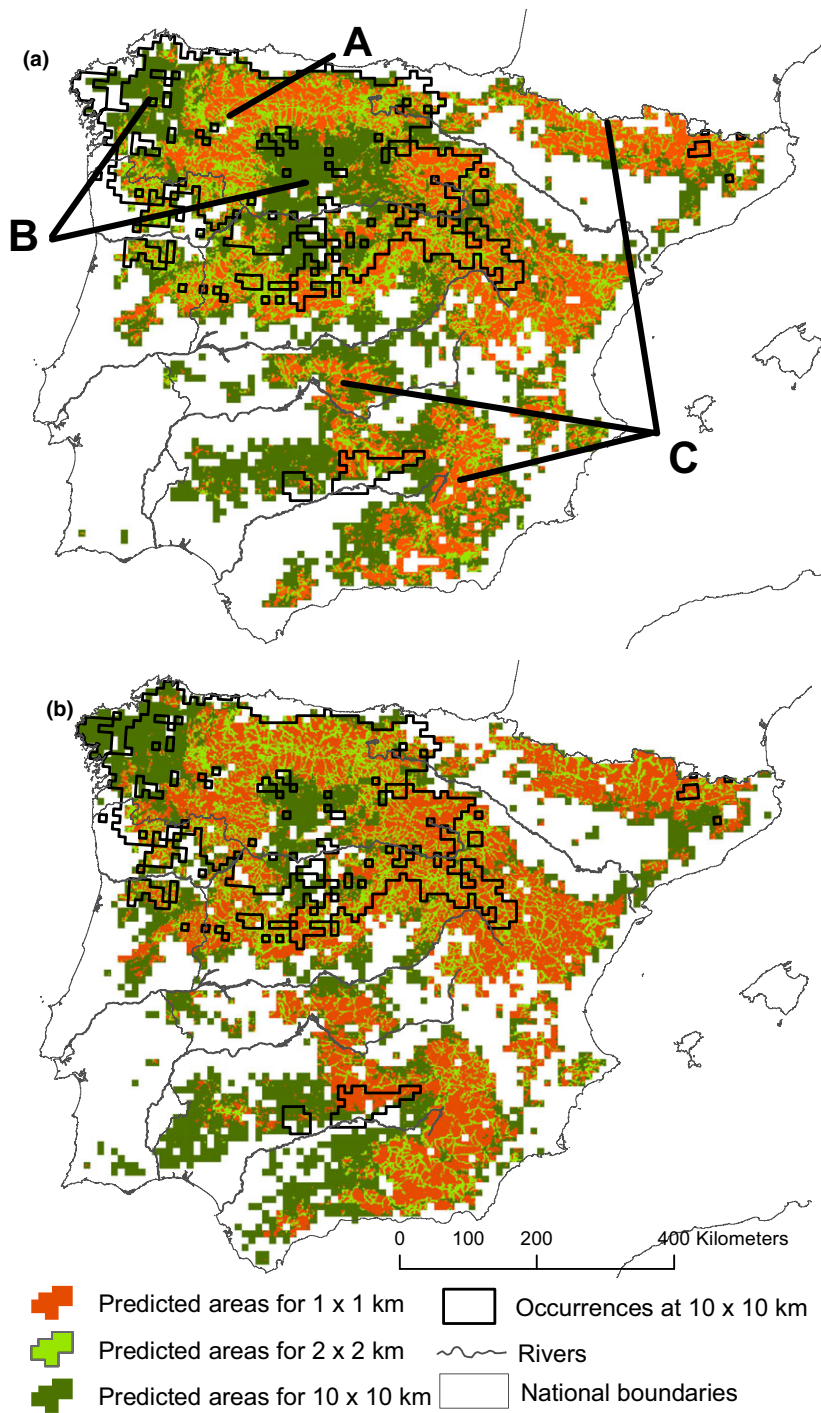 (a)
A
B
C
(b)
0 100 200 400 Kilometers
Predicted areas for 1 x 1 km
Occurrences at 10 x 10 km
Predicted areas for 2 x 2 km
Rivers
Predicted areas for 10 x 10 km
National boundaries